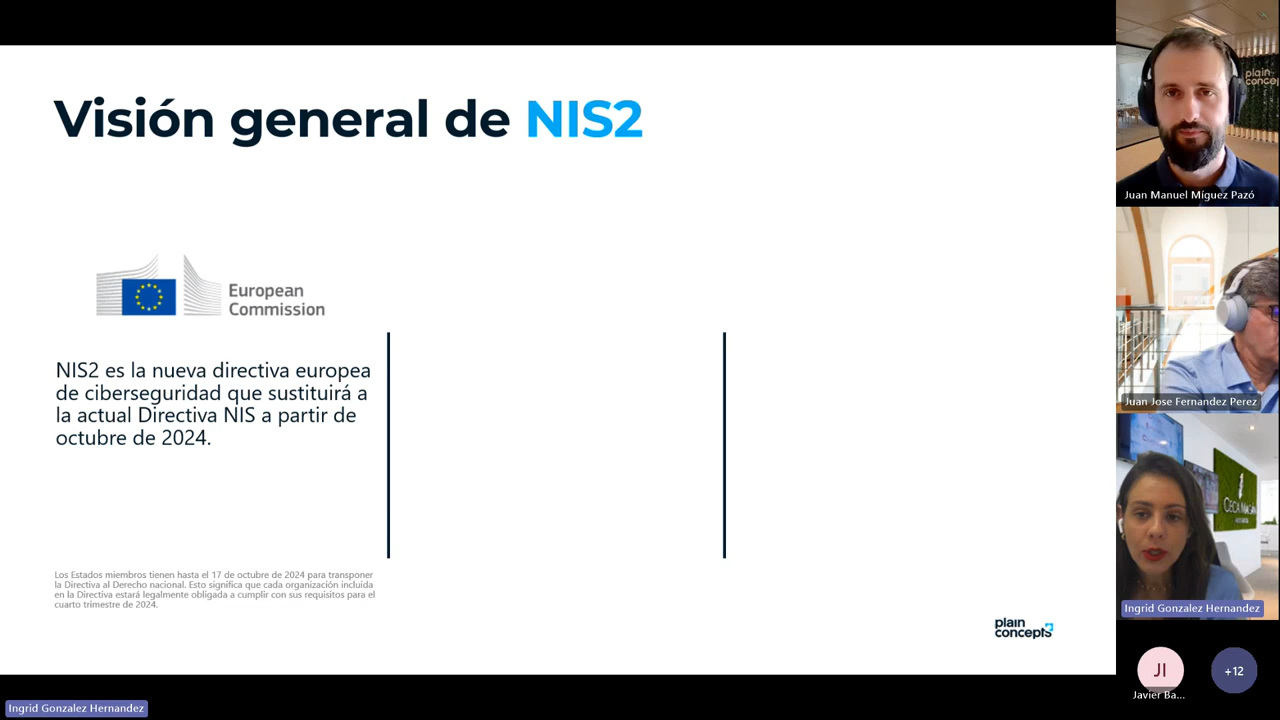 Visión general de NIS2
European
Commission
NIS2 es la nueva directiva europea
de ciberseguridad que sustituirá a
la actual Directiva NIS a partir de
octubre de 2024.
Los Estados miembros tienen hasta el 17 de octubre de 2024 para transponer
la Directiva al Derecho nacional. Esto significa que cada organización incluida
en la Directiva estará legalmente obligada a cumplir con sus requisitos para el
cuarto trimestre de 2024.
plain
concepts
Ingrid Gonzalez Hernandez
plain
Juan Manuel Míguez Pazó
Juan Jose Fernandez Perez
Ingrid Gonzalez Hernandez
JI
+12
Javier Ba...